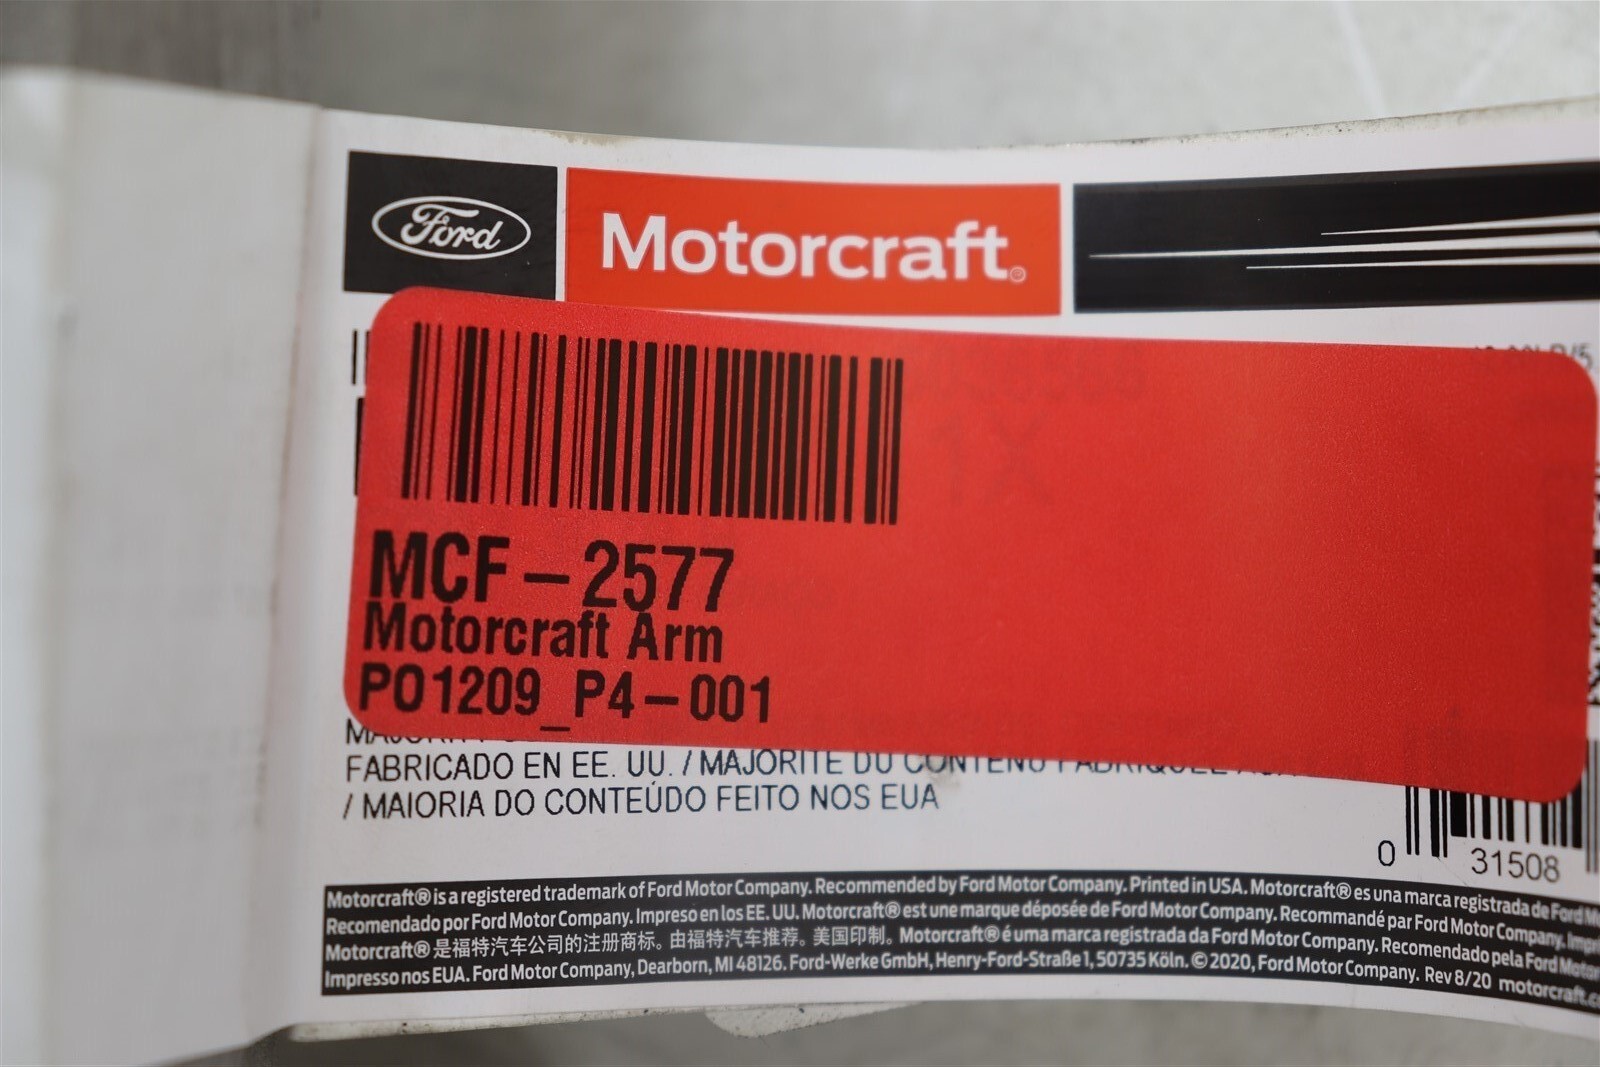 Ford
Motorcraft®
1X
MCF-2577
Motorcraft Arm
PO1209_P4-001
FABRICADO EN EE. UU. / MAJORITE DU CONTENU
/ MAIORIA DO CONTEÚDO FEITO NOS EUA
0 31508
Motorcraft® is a registered trademark of Ford Motor Company. Recommended by Ford Motor Company. Printed in USA. Motorcraft® es una marca registrada de Ford
Recomendado por Ford Motor Company. Impreso en los EE. UU. Motorcraft® est une marque déposée de Ford Motor Company. Recommandé par Ford Motor Company.
Motorcraft® 是福特汽车公司的注册商标。由福特汽车推荐。美国印制。 Motorcraft® é uma marca registrada da Ford Motor Company. Recomendado pela Ford Motor
Impresso nos EUA. Ford Motor Company, Dearborn, MI 48126. Ford-Werke GmbH, Henry-Ford-Straße 1, 50735 Köln. © 2020, Ford Motor Company. Rev 8/20 motorcraft.c